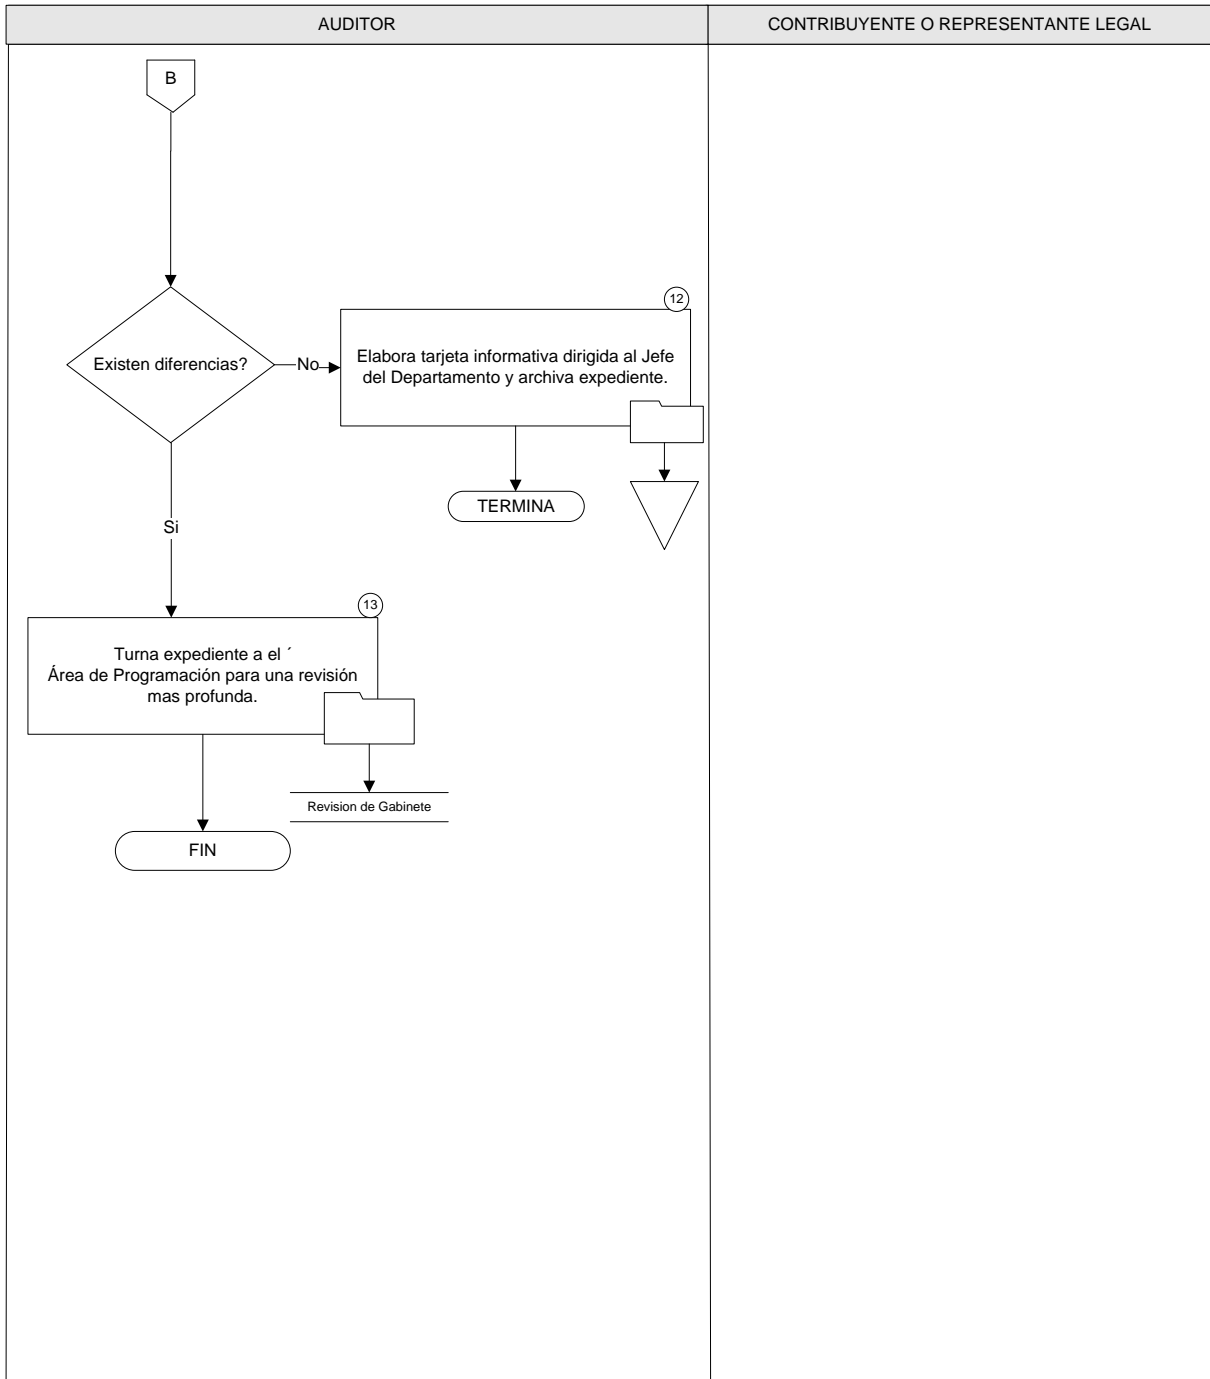 AUDITOR
CONTRIBUYENTE O REPRESENTANTE LEGAL
B
12
Existen diferencias?
No
Elabora tarjeta informativa dirigida al Jefe
del Departamento y archiva expediente.
TERMINA
Si
13
Turna expediente a el ´
Área de Programación para una revisión
mas profunda.
Revision de Gabinete
FIN